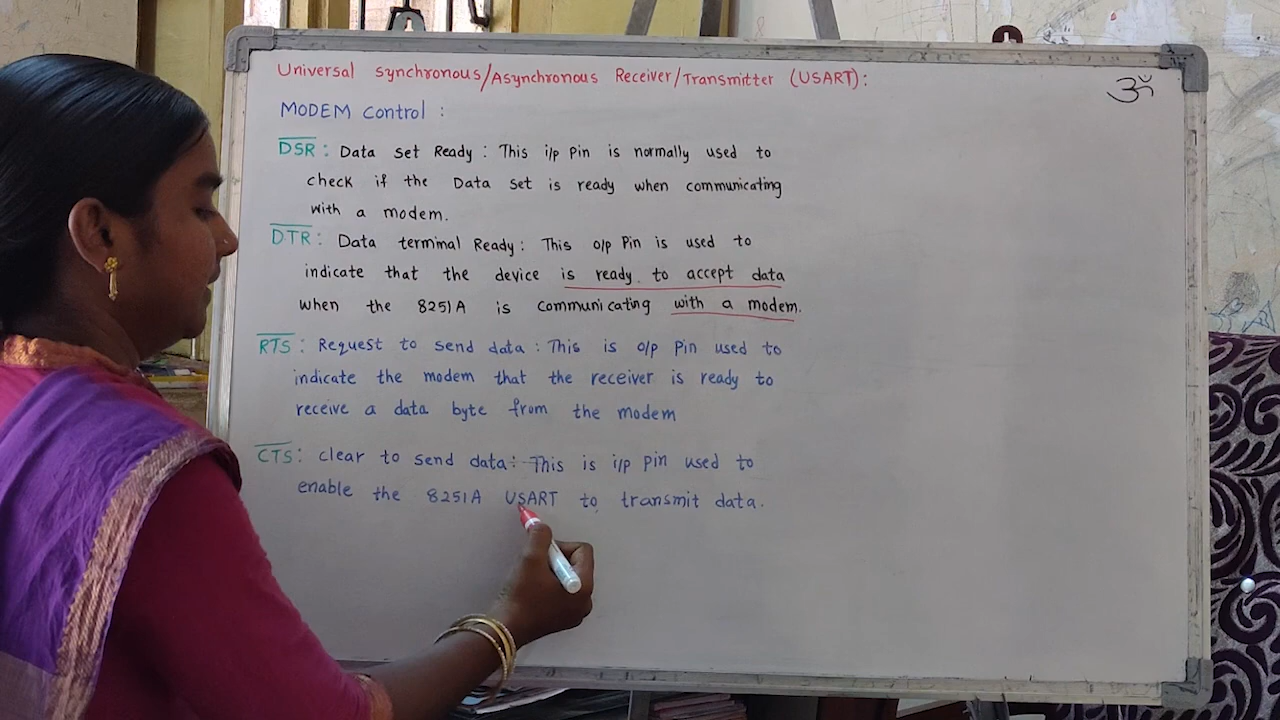 Universal synchronous/Asynchronous Receiver/Transmitter (USART):
ॐ
MODEM Control :
D̅S̅R̅ : Data set Ready : This i/p pin is normally used to
check if the Data set is ready when communicating
with a modem.
D̅T̅R̅ : Data terminal Ready : This o/p Pin is used to
indicate that the device is ready to accept data
when the 8251A is communicating with a modem.
R̅T̅S̅ : Request to send data : This is o/p Pin used to
indicate the modem that the receiver is ready to
receive a data byte from the modem
C̅T̅S̅ : clear to send data : This is i/p pin used to
enable the 8251A USART to transmit data.